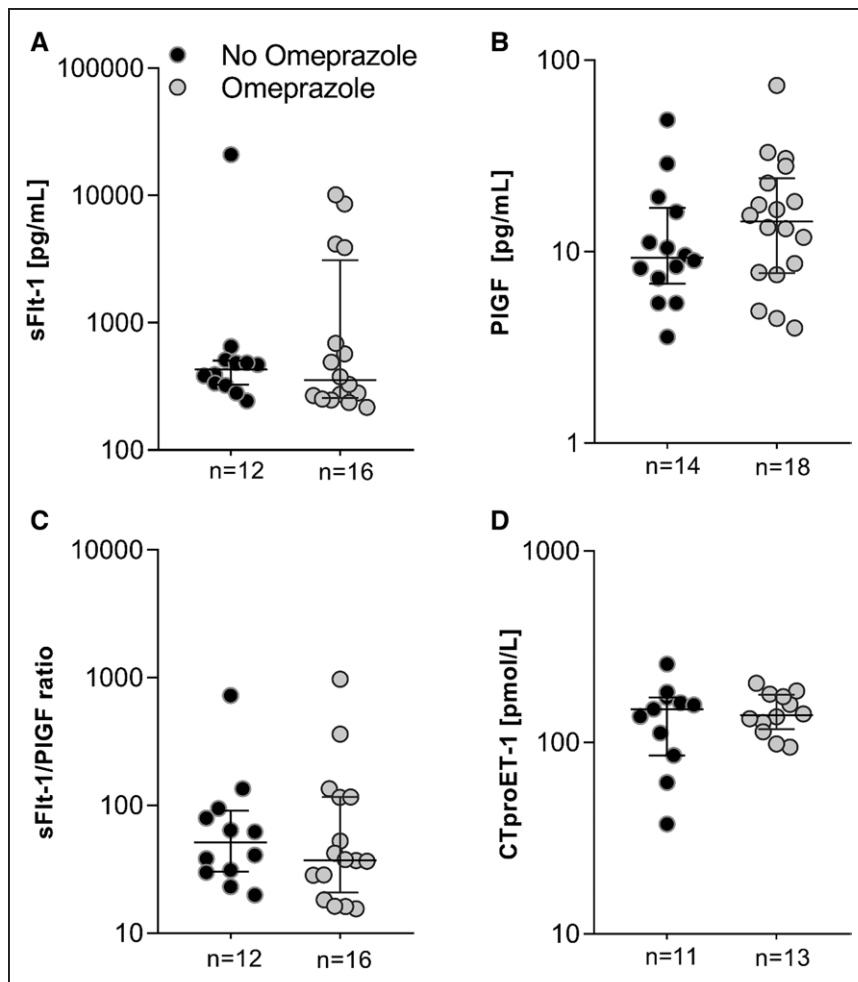 A
No Omeprazole
Omeprazole
100000
10000
1000
100
sFlt-1 [pg/mL]
n=12
n=16
B
100
10
1
PlGF [pg/mL]
n=14
n=18
C
10000
1000
100
10
sFlt-1/PlGF ratio
n=12
n=16
D
1000
100
10
CTproET-1 [pmol/L]
n=11
n=13